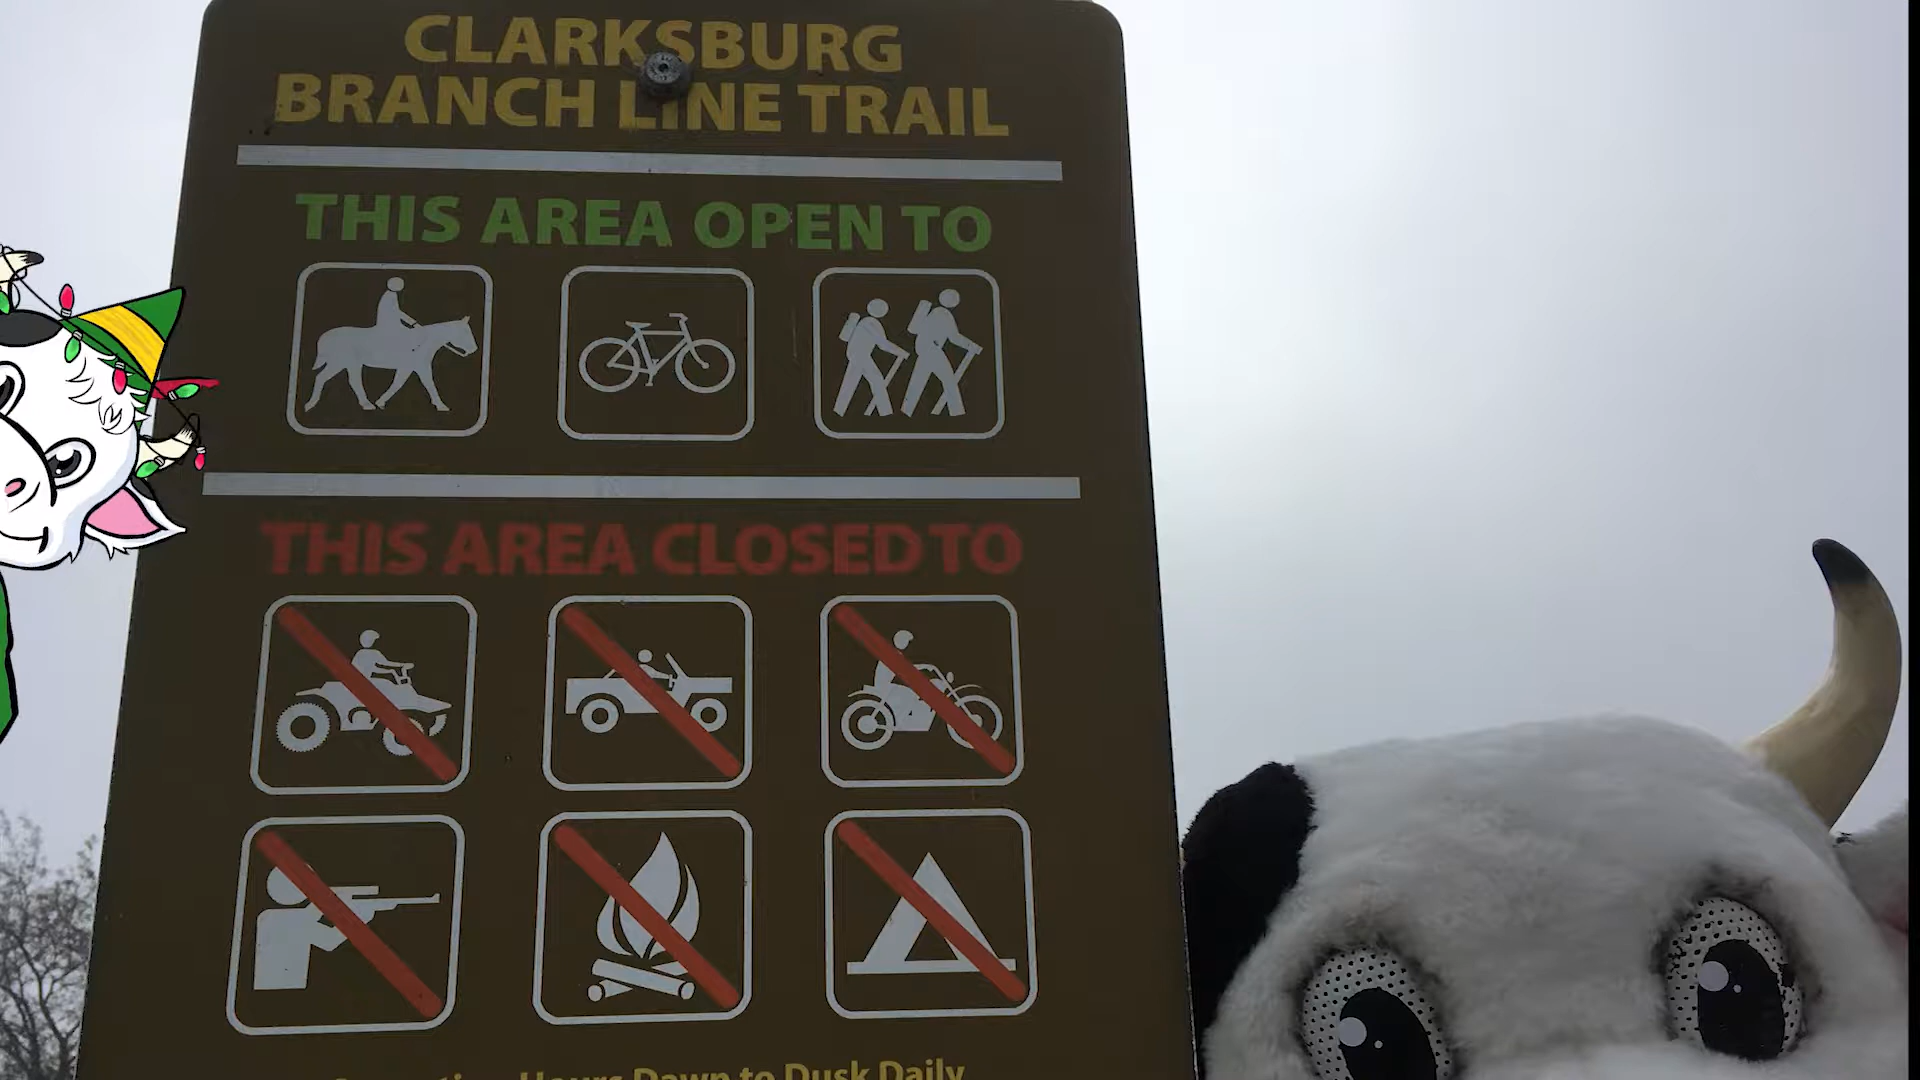 CLARKSBURG
BRANCH LINE TRAIL
THIS AREA OPEN TO
THIS AREA CLOSED TO
Hours Dawn to Dusk Daily